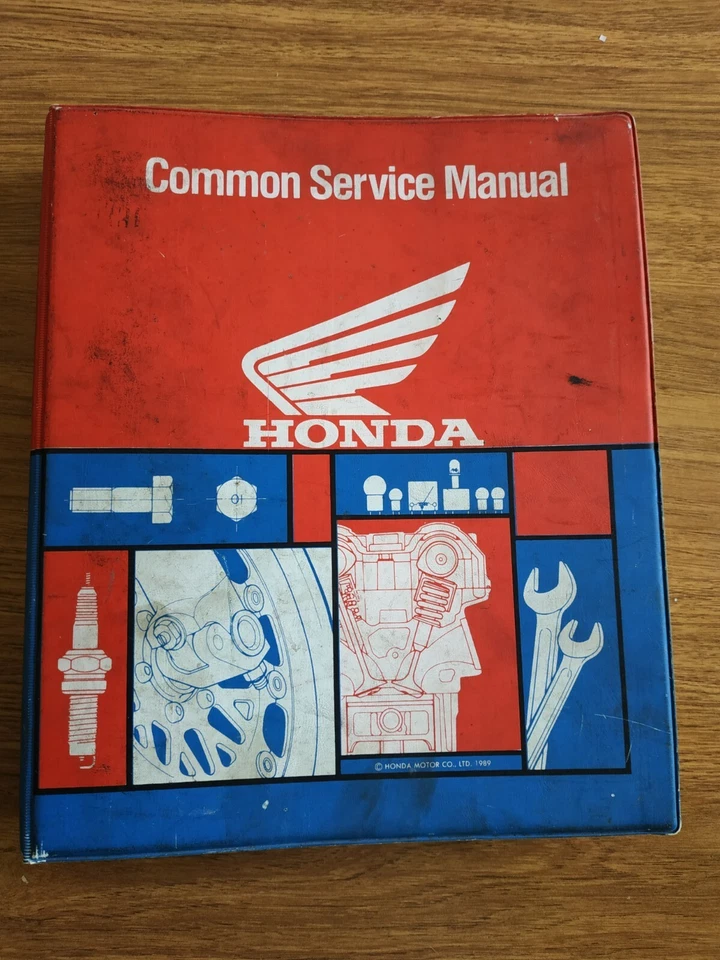 Common Service Manual
HONDA
© HONDA MOTOR CO., LTD. 1989